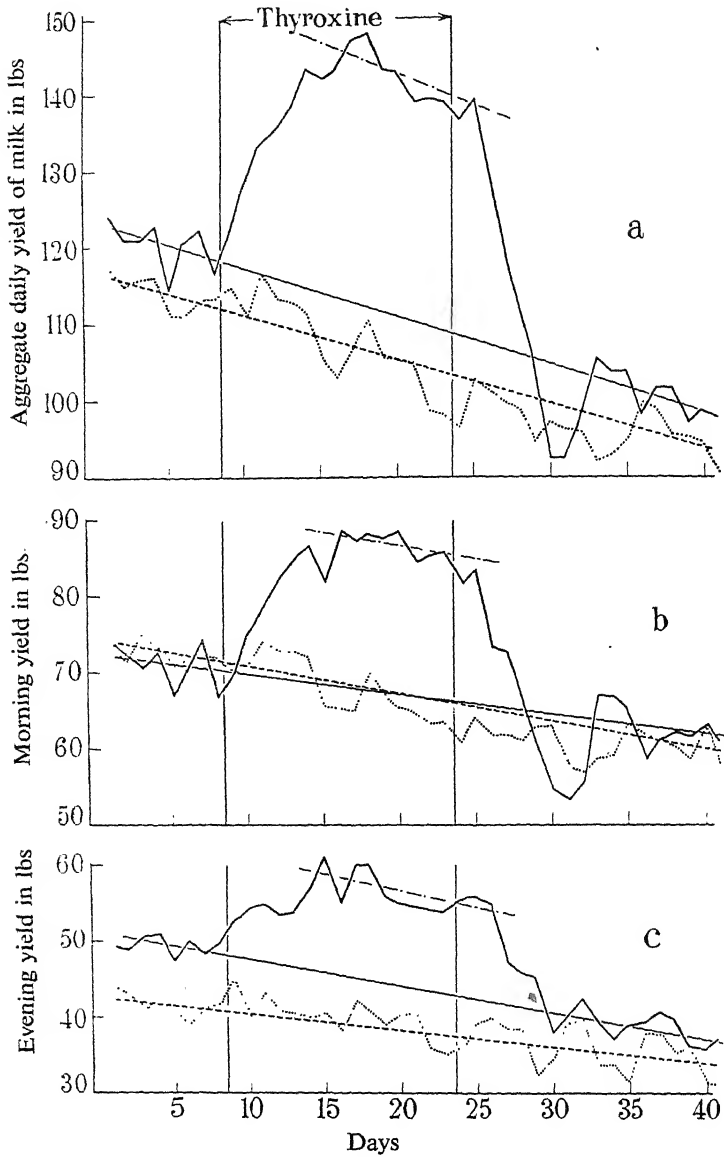 Thyroxine
Aggregate daily yield of milk in lbs
150
140
130
120
110
100
90
a
Morning yield in lbs.
90
80
70
60
50
b
Evening yield in lbs
60
50
40
30
c
5 10 15 20 25 30 35 40
Days